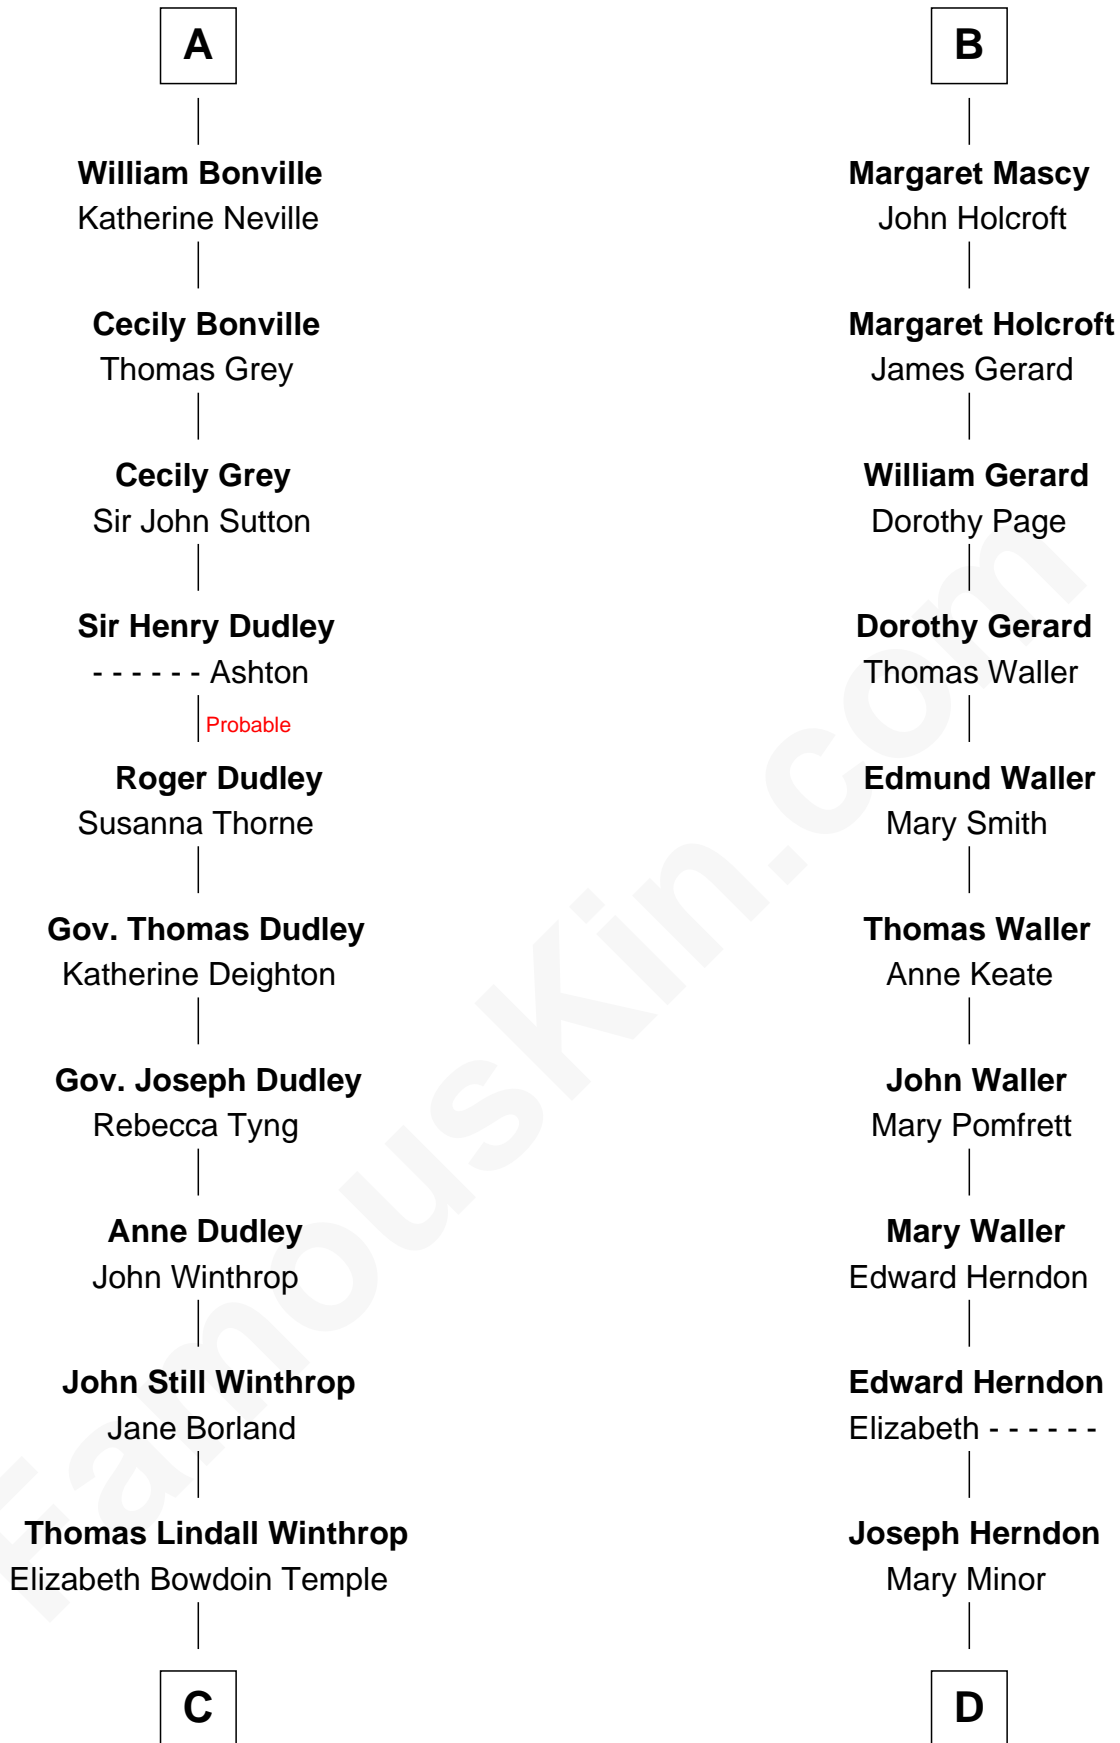 A
William Bonville
Katherine Neville
Cecily Bonville
Thomas Grey
Cecily Grey
Sir John Sutton
Sir Henry Dudley
- - - - - - Ashton
Probable
Roger Dudley
Susanna Thorne
Gov. Thomas Dudley
Katherine Deighton
Gov. Joseph Dudley
Rebecca Tyng
Anne Dudley
John Winthrop
John Still Winthrop
Jane Borland
Thomas Lindall Winthrop
Elizabeth Bowdoin Temple
C
B
Margaret Mascy
John Holcroft
Margaret Holcroft
James Gerard
William Gerard
Dorothy Page
Dorothy Gerard
Thomas Waller
Edmund Waller
Mary Smith
Thomas Waller
Anne Keate
John Waller
Mary Pomfrett
Mary Waller
Edward Herndon
Edward Herndon
Elizabeth - - - - - -
Joseph Herndon
Mary Minor
D
FamousKin.com